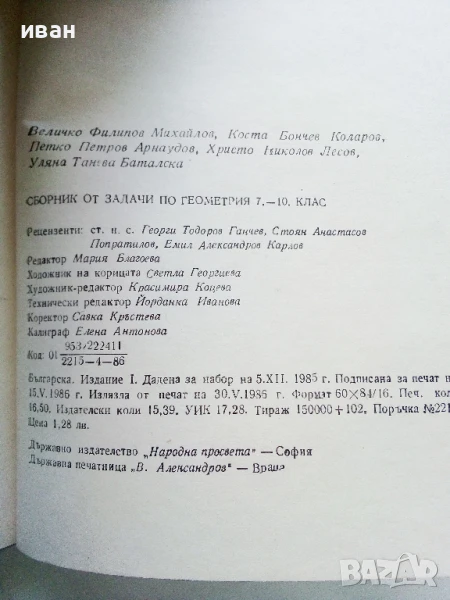 иван
Величко Филипов Михайлов, Коста Бончев Коларов,
Петко Петров Арнаудов, Христо Николов Лесов,
Уляна Танева Баталска
СБОРНИК ОТ ЗАДАЧИ ПО ГЕОМЕТРИЯ 7.—10. КЛАС
Рецензенти: ст. н. с. Георги Тодоров Ганчев, Стоян Анастасов
Попратилов, Емил Александров Карлов
Редактор Мария Благоева
Художник на корицата Светла Георгиева
Художник-редактор Красимира Коцева
Технически редактор Йорданка Иванова
Коректор Савка Кръстева
Калиграф Елена Антонова
Код: 01 953/222411
2215—4—86
Българска. Издание I. Дадена за набор на 5.XII. 1985 г. Подписана за печат на
15.V. 1986 г. Излязла от печат на 30.V.1986 г. Формат 60×84/16. Печ. коли
16,50. Издателски коли 15,39. УИК 17,28. Тираж 150000+102. Поръчка №221
Цена 1,28 лв.
Държавно издателство „Народна просвета" — София
Държавна печатница „В. Александров" — Враца
BAZAR